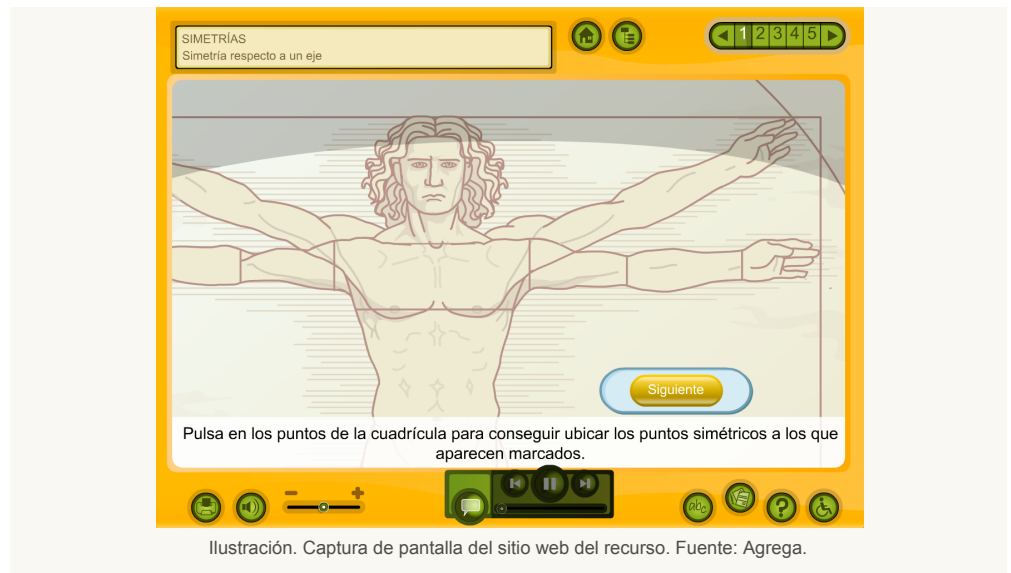 SIMETRÍAS
Simetría respecto a un eje
1 2 3 4 5
Siguiente
Pulsa en los puntos de la cuadrícula para conseguir ubicar los puntos simétricos a los que
aparecen marcados.
abc
?
Ilustración. Captura de pantalla del sitio web del recurso. Fuente: Agrega.